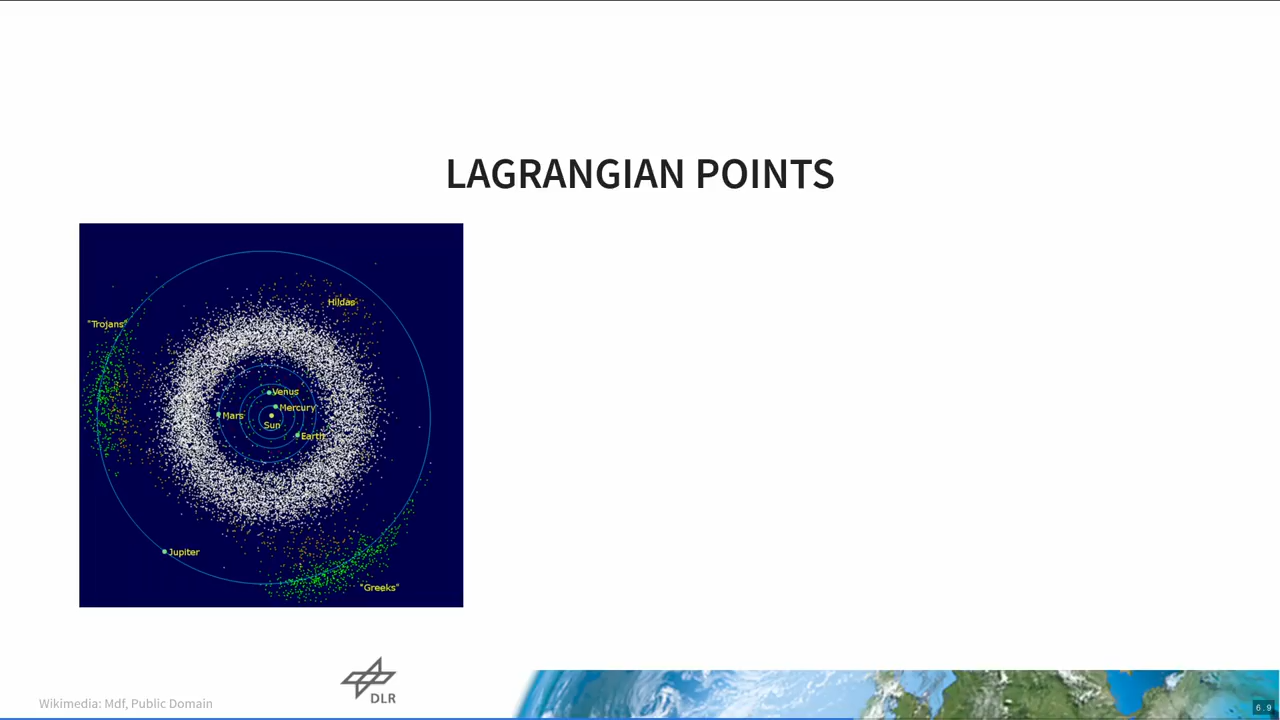 LAGRANGIAN POINTS
Hildas
"Trojans"
Venus
Mercury
Mars
Sun
Earth
Jupiter
"Greeks"
DLR
Wikimedia: Mdf, Public Domain
6.9